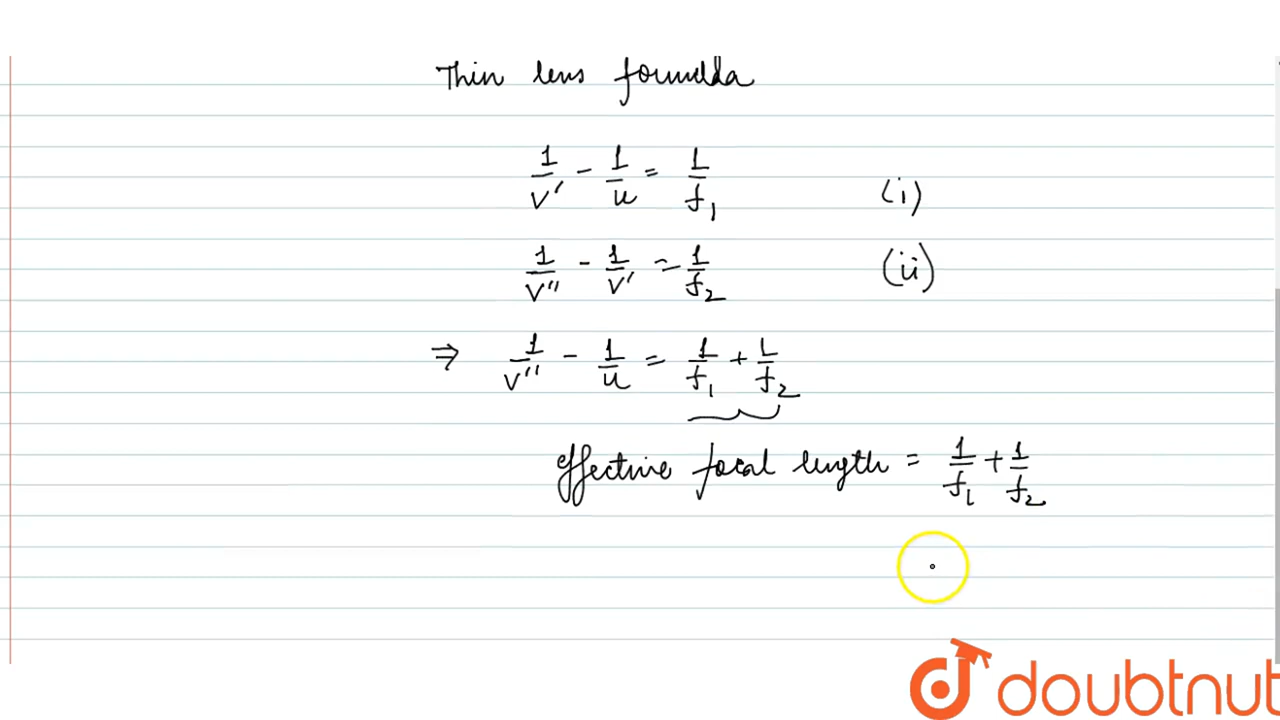 Thin lens formulda
1/v' - 1/u = 1/f₁ (i)
1/v'' - 1/v' = 1/f₂ (ii)
⇒ 1/v'' - 1/u = 1/f₁ + 1/f₂
effective focal length = 1/f₁ + 1/f₂
doubtnut